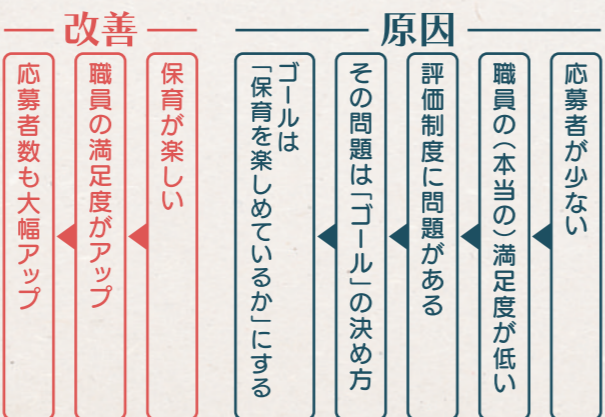 原因
応募者が少ない
職員の(本当の)満足度が低い
評価制度に問題がある
その問題は「ゴール」の決め方
ゴールは
「保育を楽しめているか」にする
改善
保育が楽しい
職員の満足度がアップ
応募者数も大幅アップ